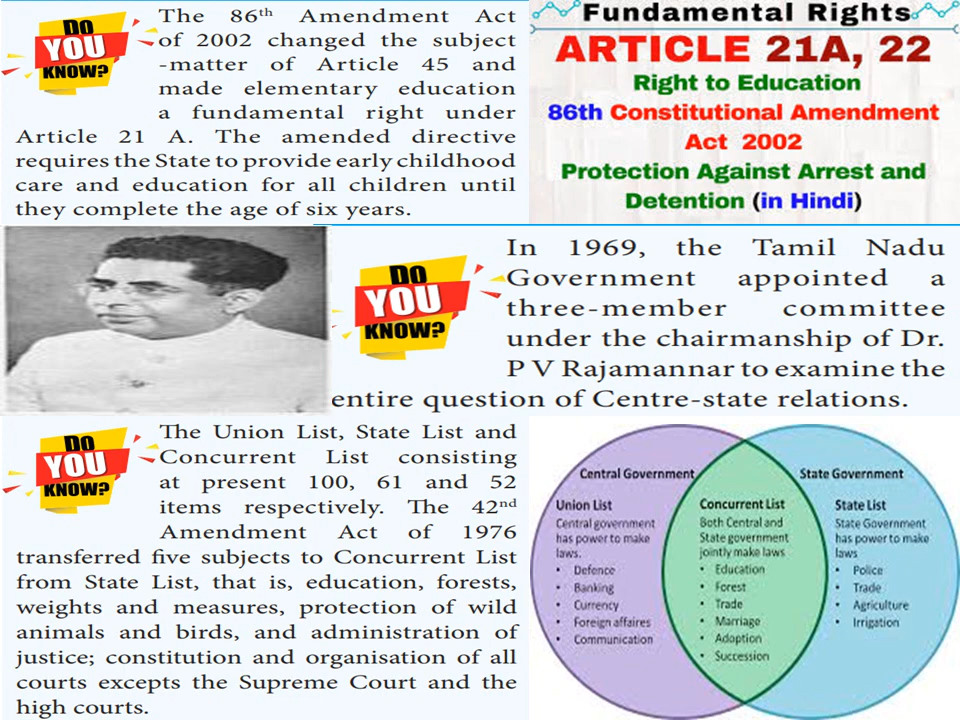 DO
YOU
KNOW?
The 86th Amendment Act
of 2002 changed the subject
-matter of Article 45 and
made elementary education
a fundamental right under
Article 21 A. The amended directive
requires the State to provide early childhood
care and education for all children until
they complete the age of six years.
Fundamental Rights
ARTICLE 21A, 22
Right to Education
86th Constitutional Amendment
Act 2002
Protection Against Arrest and
Detention (in Hindi)
DO
YOU
KNOW?
In 1969, the Tamil Nadu
Government appointed a
three-member committee
under the chairmanship of Dr.
P V Rajamannar to examine the
entire question of Centre-state relations.
DO
YOU
KNOW?
The Union List, State List and
Concurrent List consisting
at present 100, 61 and 52
items respectively. The 42nd
Amendment Act of 1976
transferred five subjects to Concurrent List
from State List, that is, education, forests,
weights and measures, protection of wild
animals and birds, and administration of
justice; constitution and organisation of all
courts excepts the Supreme Court and the
high courts.
Central Government
Union List
Central government
has power to make
laws.
• Defence
• Banking
• Currency
• Foreign affaires
• Communication
Concurrent List
Both Central and
State government
jointly make laws
• Education
• Forest
• Trade
• Marriage
• Adoption
• Succession
State Government
State List
State Government
has power to make
laws
• Police
• Trade
• Agriculture
• Irrigation